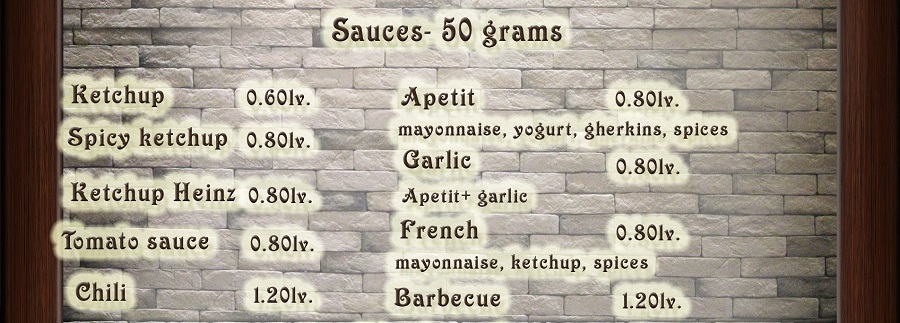 Sauces- 50 grams
Ketchup 0.60lv.
Spicy ketchup 0.80lv.
Ketchup Heinz 0.80lv.
Tomato sauce 0.80lv.
Chili 1.20lv.
Apetit 0.80lv.
mayonnaise, yogurt, gherkins, spices
Garlic 0.80lv.
Apetit+ garlic
French 0.80lv.
mayonnaise, ketchup, spices
Barbecue 1.20lv.